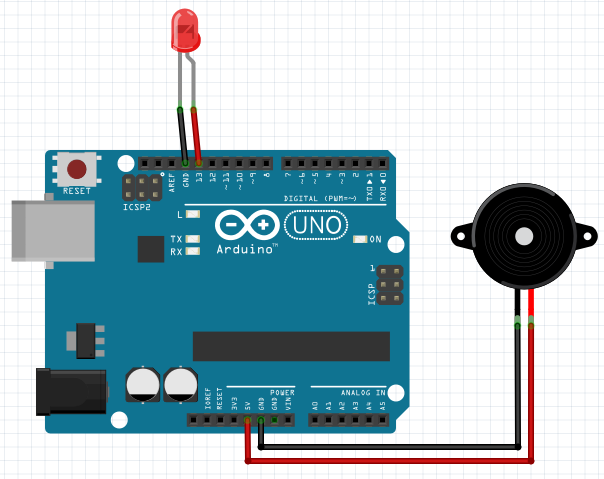 RESET
ICSP2
AREF
GND
13
12
~11
~10
~9
8
7
~6
~5
4
~3
2
TXD▶1
RXD◀0
DIGITAL (PWM=~)
L
TX
RX
Arduino™
UNO
ON
1
ICSP
POWER
ANALOG IN
IOREF
RESET
3V3
5V
GND
GND
VIN
A0
A1
A2
A3
A4
A5